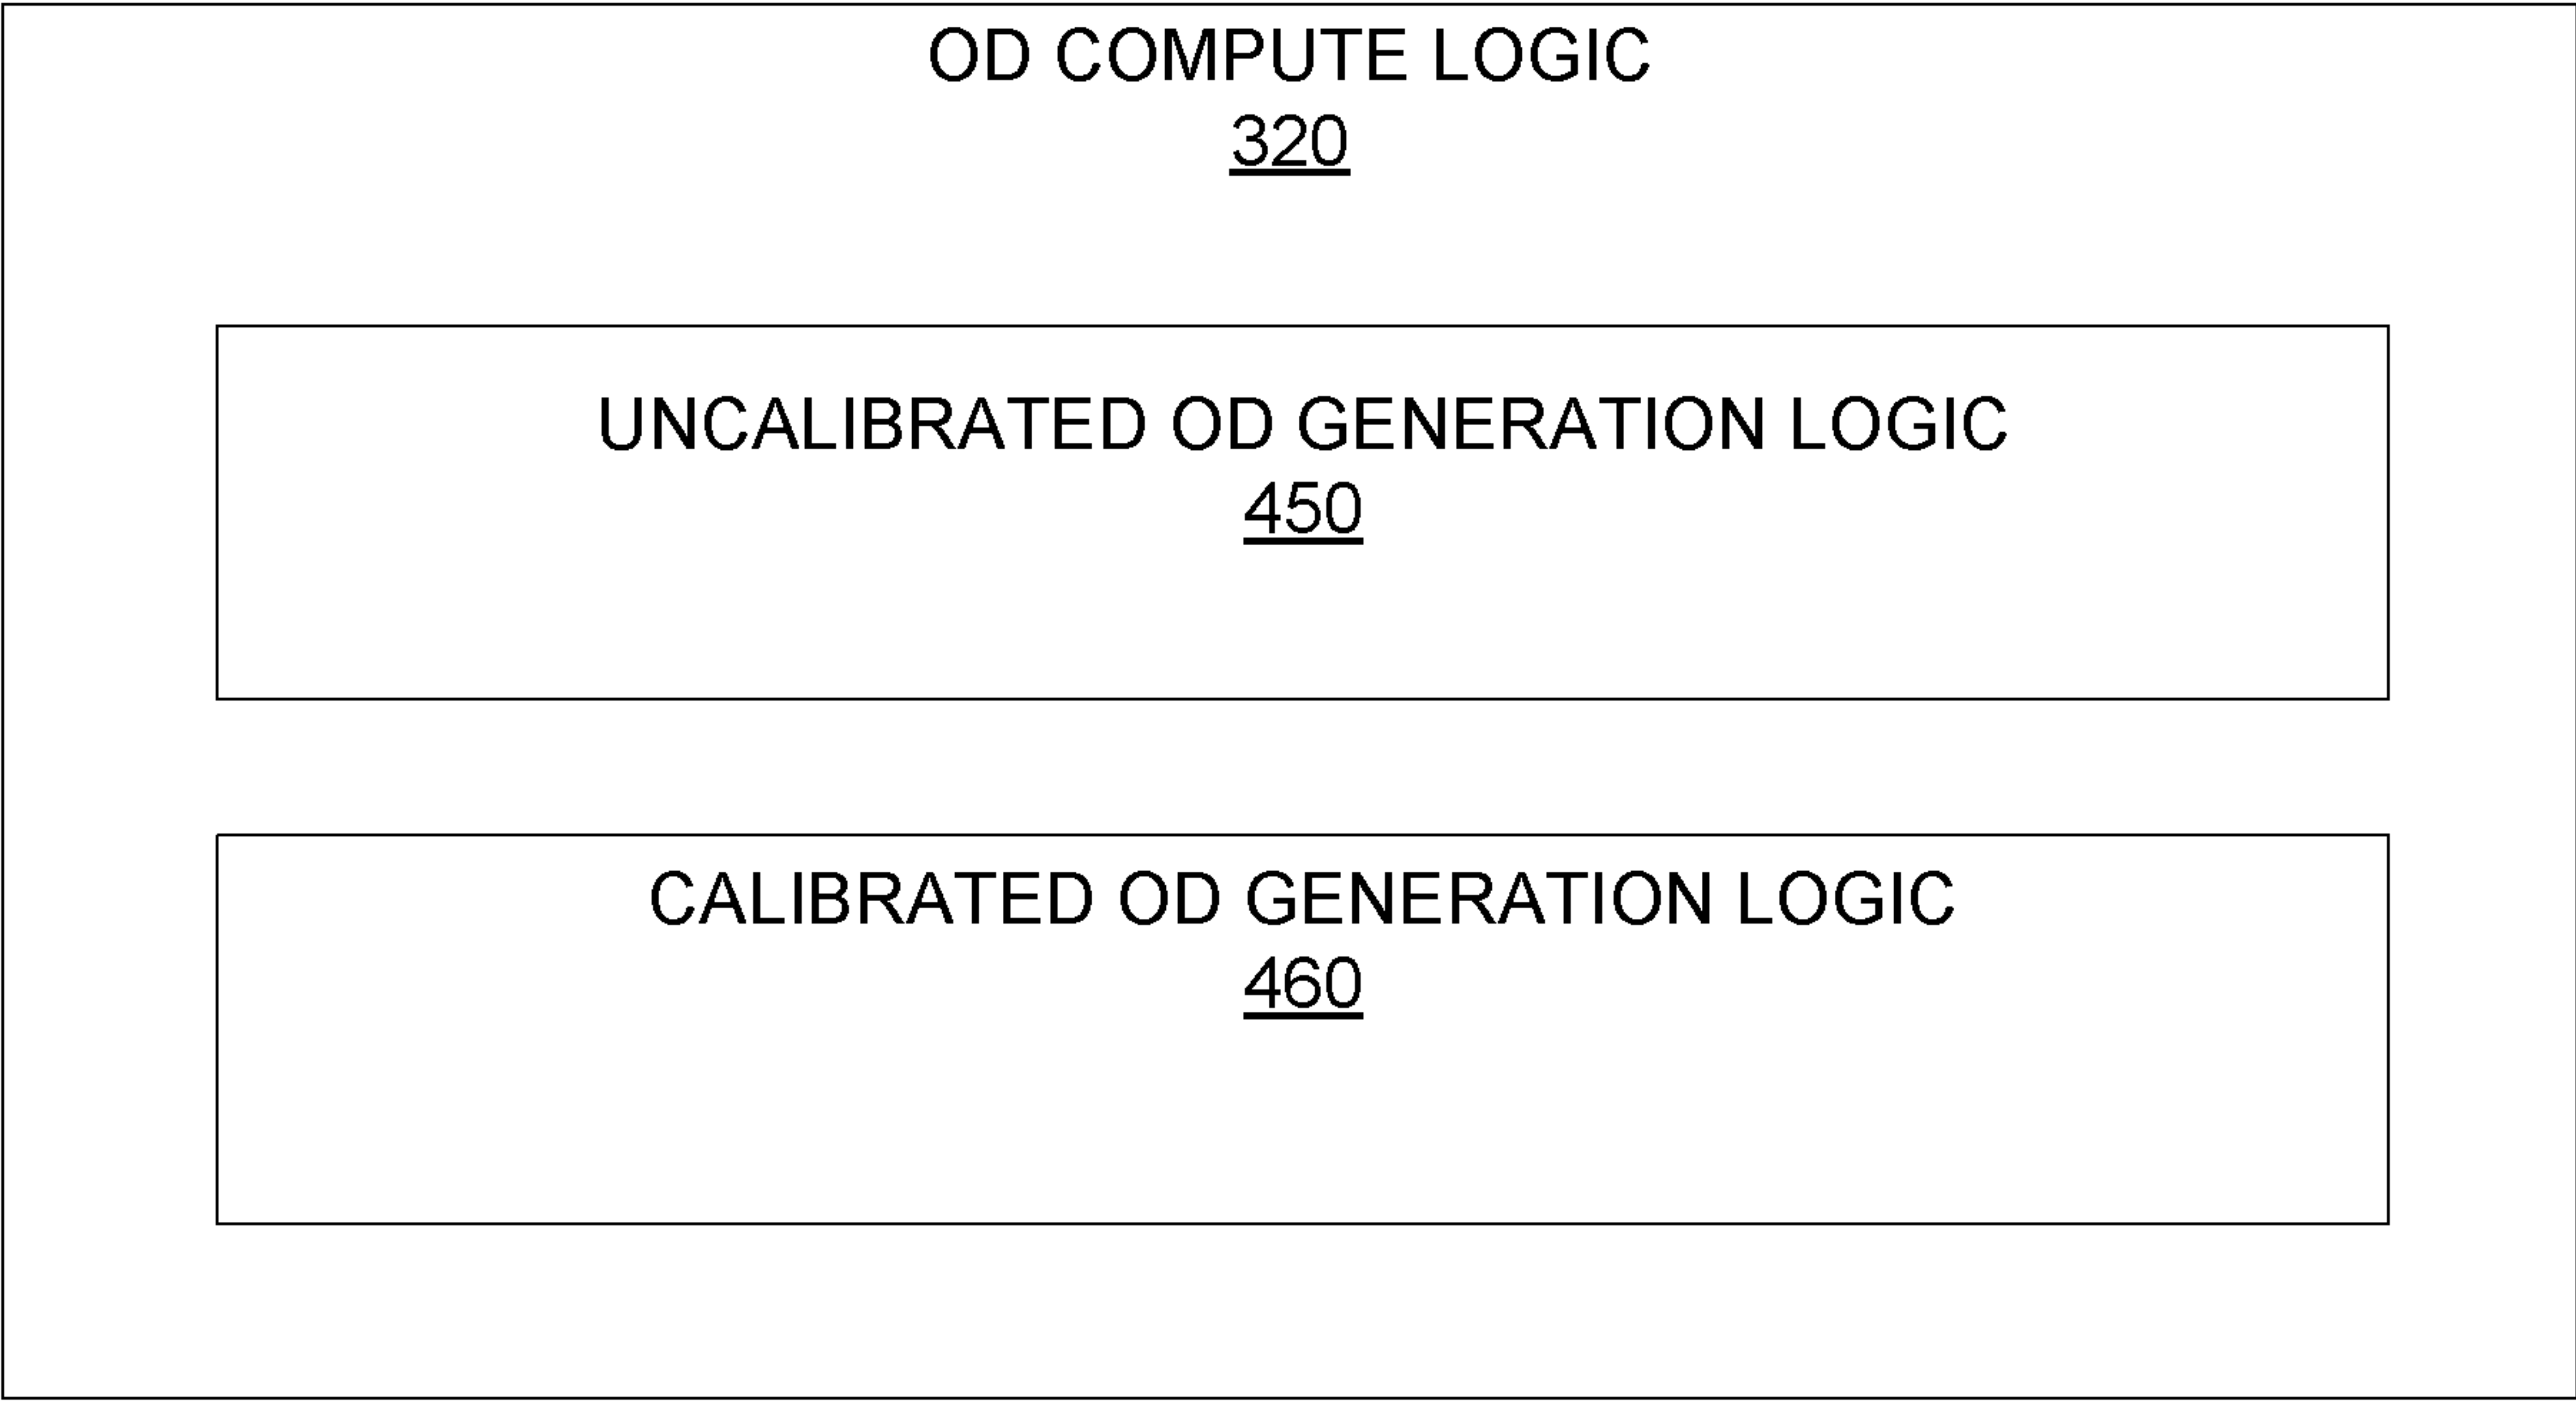 OD COMPUTE LOGIC
320
UNCALIBRATED OD GENERATION LOGIC
450
CALIBRATED OD GENERATION LOGIC
460